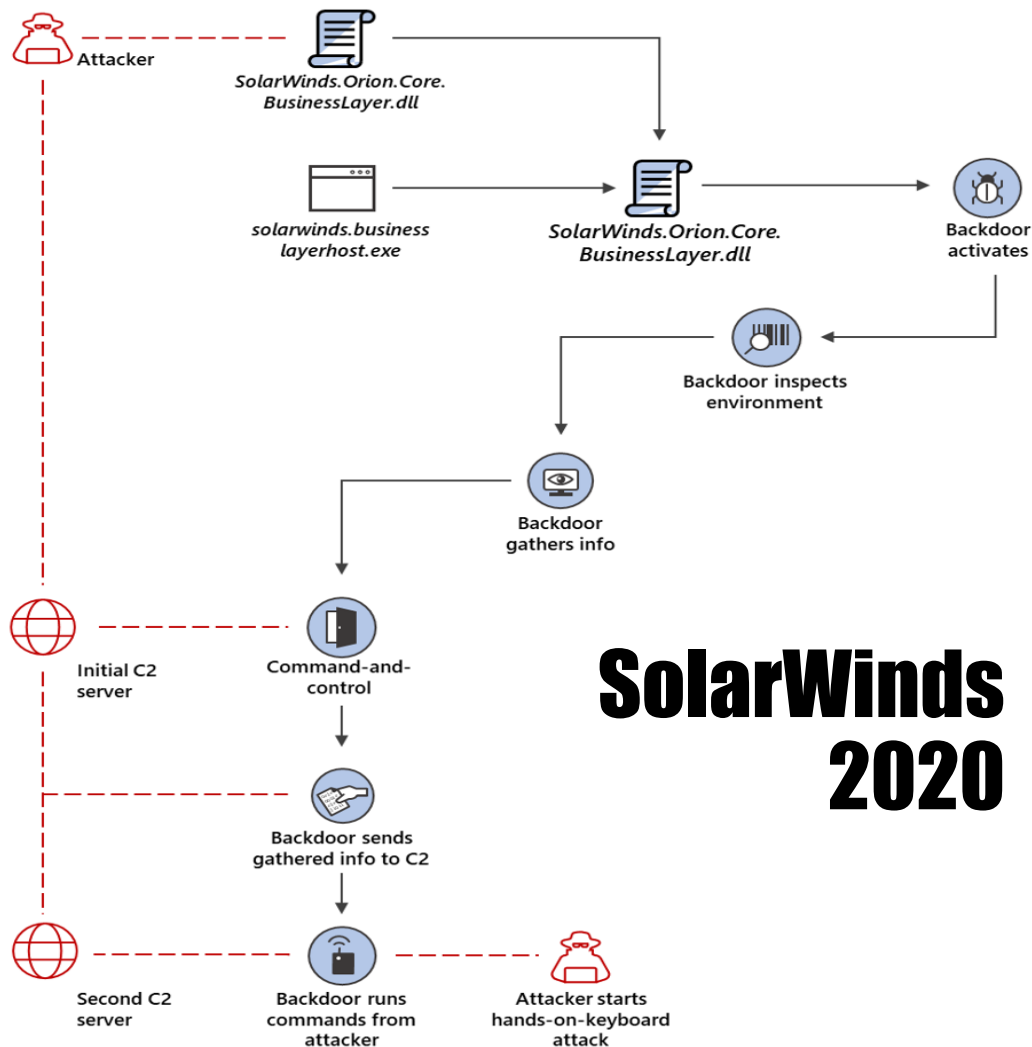 Attacker
SolarWinds.Orion.Core.
BusinessLayer.dll
solarwinds.business
layerhost.exe
SolarWinds.Orion.Core.
BusinessLayer.dll
Backdoor
activates
Backdoor inspects
environment
Backdoor
gathers info
Initial C2
server
Command-and-
control
SolarWinds
2020
Backdoor sends
gathered info to C2
Second C2
server
Backdoor runs
commands from
attacker
Attacker starts
hands-on-keyboard
attack